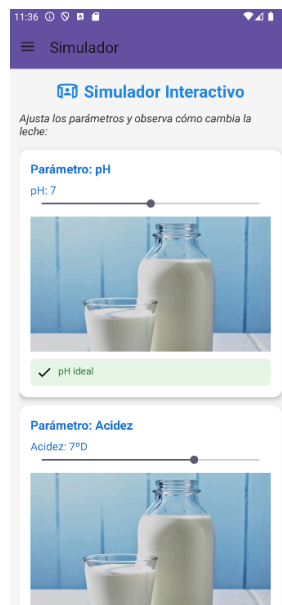 11:36
Simulador
Simulador Interactivo
Ajusta los parámetros y observa cómo cambia la
leche:
Parámetro: pH
pH: 7
pH ideal
Parámetro: Acidez
Acidez: 7ºD